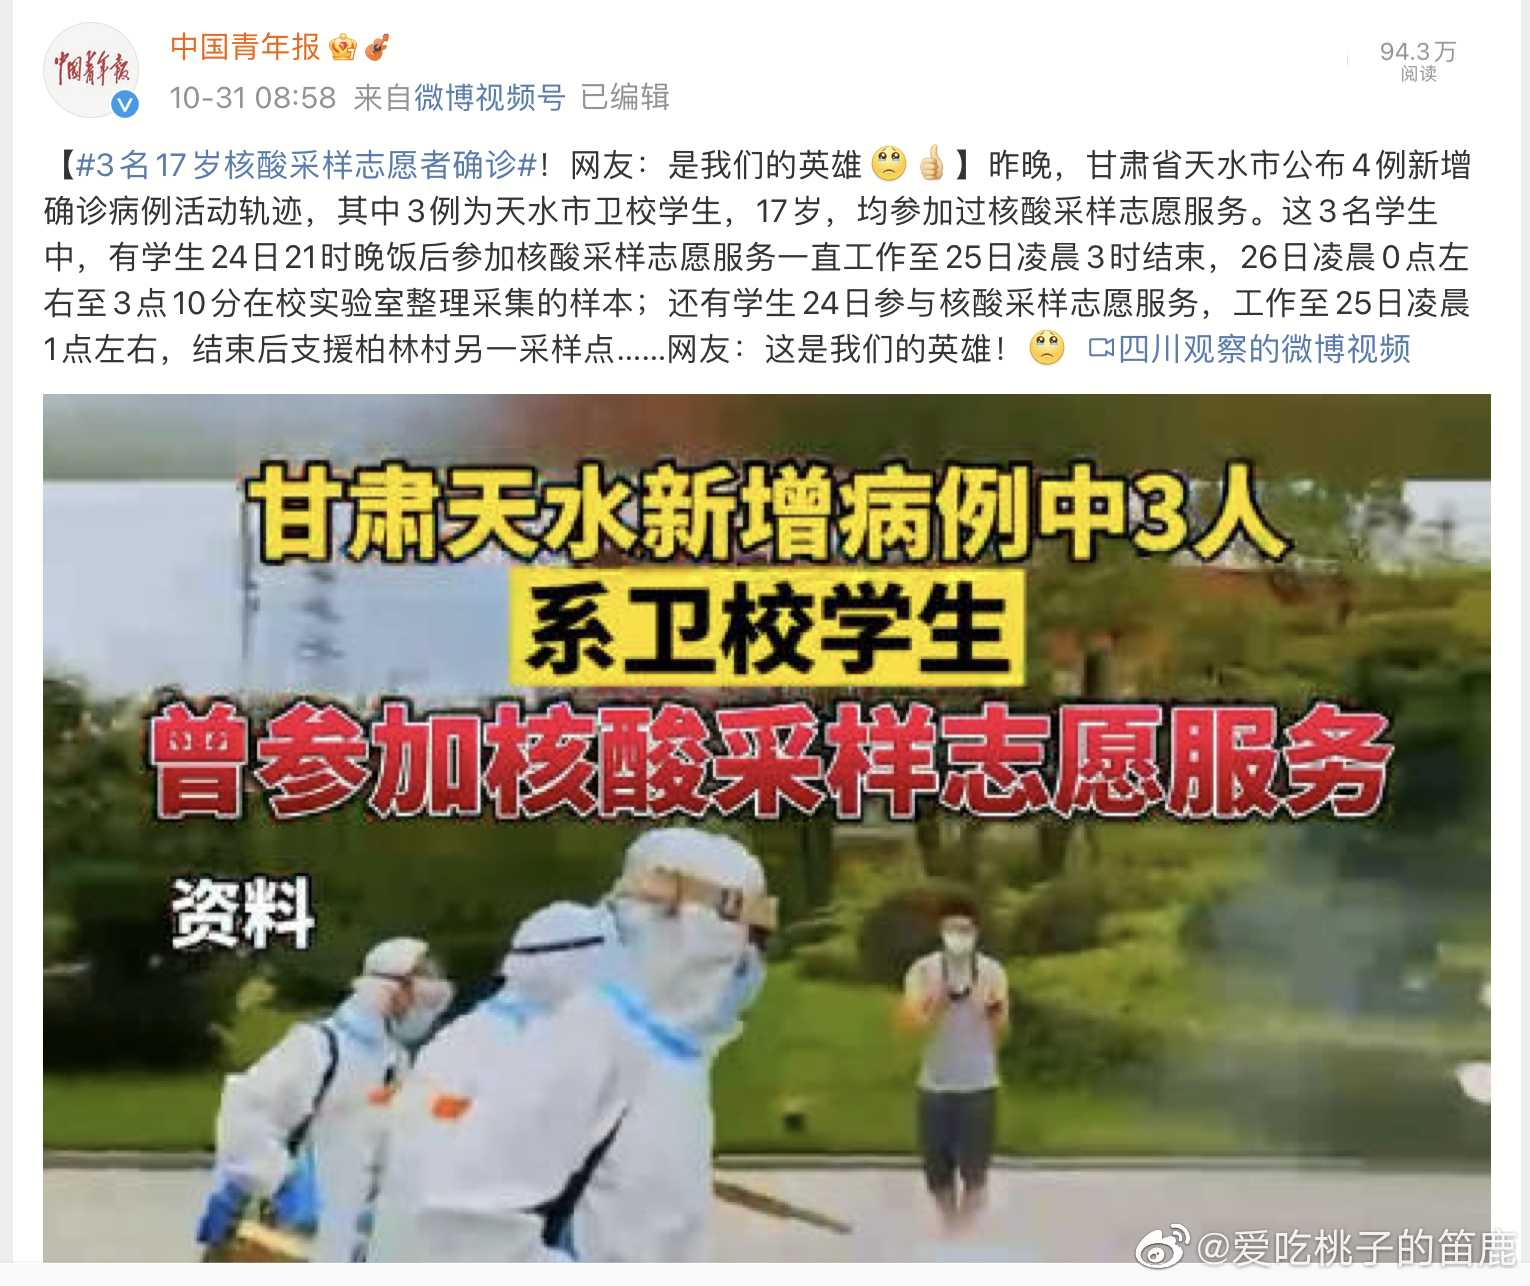 中国青年报
中国青年报
94.3万
阅读
10-31 08:58 来自微博视频号 已编辑
【#3名17岁核酸采样志愿者确诊#！网友：是我们的英雄🥺👍】昨晚，甘肃省天水市公布4例新增
确诊病例活动轨迹，其中3例为天水市卫校学生，17岁，均参加过核酸采样志愿服务。这3名学生
中，有学生24日21时晚饭后参加核酸采样志愿服务一直工作至25日凌晨3时结束，26日凌晨0点左
右至3点10分在校实验室整理采集的样本；还有学生24日参与核酸采样志愿服务，工作至25日凌晨
1点左右，结束后支援柏林村另一采样点……网友：这是我们的英雄！🥺 四川观察的微博视频
甘肃天水新增病例中3人
系卫校学生
曾参加核酸采样志愿服务
资料
@爱吃桃子的笛鹿